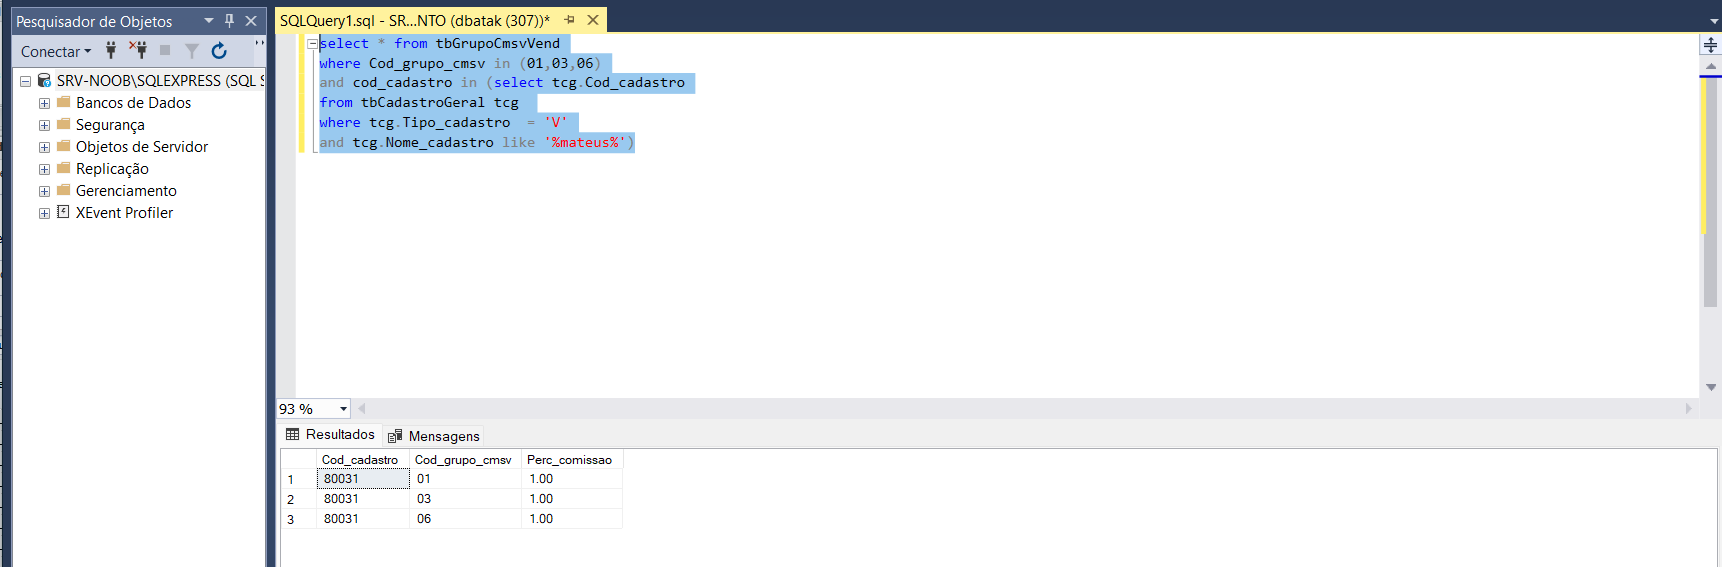 Pesquisador de Objetos
Conectar
SRV-NOOB\SQLEXPRESS (SQL S
Bancos de Dados
Segurança
Objetos de Servidor
Replicação
Gerenciamento
XEvent Profiler
SQLQuery1.sql - SR...NTO (dbatak (307))*
select * from tbGrupoCmsvVend
where Cod_grupo_cmsv in (01,03,06)
and cod_cadastro in (select tcg.Cod_cadastro
from tbCadastroGeral tcg
where tcg.Tipo_cadastro  = 'V'
and tcg.Nome_cadastro like '%mateus%')
93 %
Resultados Mensagens
Cod_cadastro Cod_grupo_cmsv Perc_comissao
1 80031 01 1.00
2 80031 03 1.00
3 80031 06 1.00